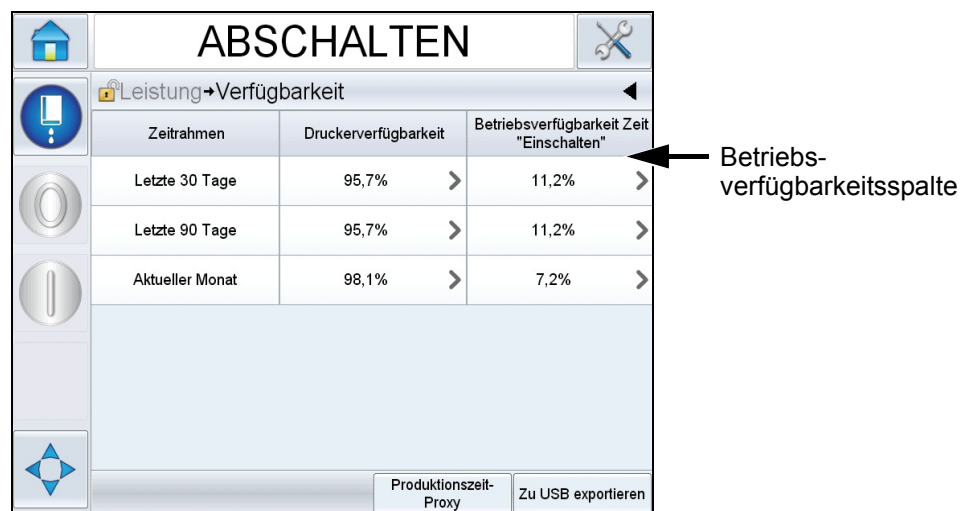 ABSCHALTEN
Leistung→Verfügbarkeit
Zeitrahmen
Druckerverfügbarkeit
Betriebsverfügbarkeit Zeit
"Einschalten"
Letzte 30 Tage 95,7% 11,2%
Letzte 90 Tage 95,7% 11,2%
Aktueller Monat 98,1% 7,2%
Produktionszeit-
Proxy
Zu USB exportieren
Betriebs-
verfügbarkeitsspalte